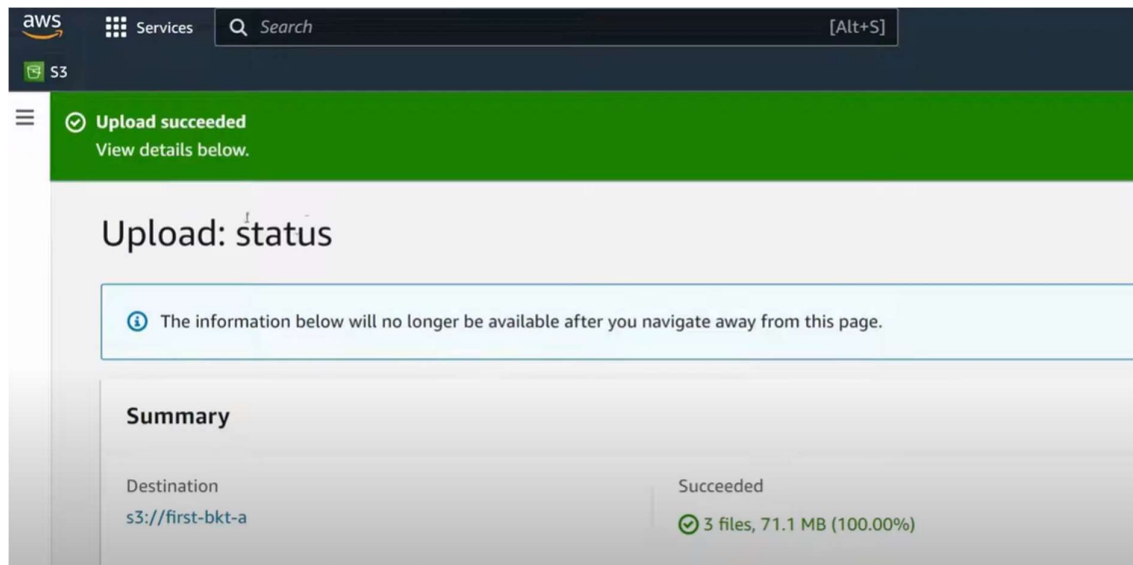 aws
Services
Search
[Alt+S]
S3
Upload succeeded
View details below.
Upload: status
The information below will no longer be available after you navigate away from this page.
Summary
Destination
Succeeded
s3://first-bkt-a
3 files, 71.1 MB (100.00%)